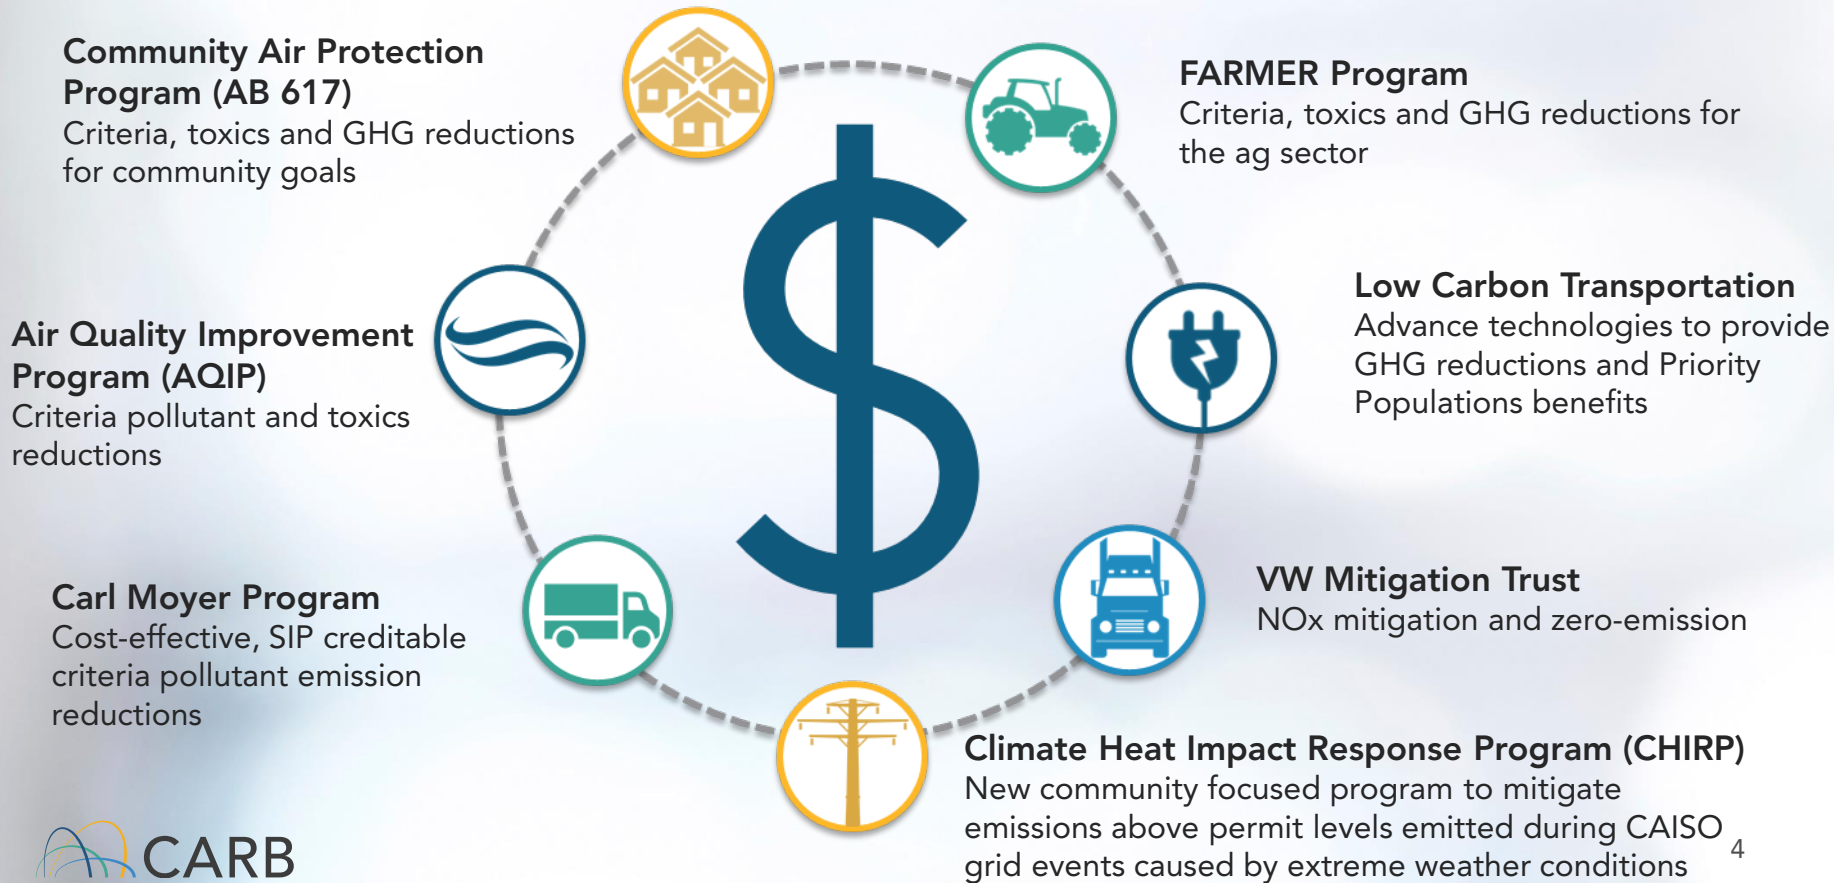 Community Air Protection
Program (AB 617)
Criteria, toxics and GHG reductions
for community goals
FARMER Program
Criteria, toxics and GHG reductions for
the ag sector
Low Carbon Transportation
Advance technologies to provide
GHG reductions and Priority
Populations benefits
Air Quality Improvement
Program (AQIP)
Criteria pollutant and toxics
reductions
$
Carl Moyer Program
Cost-effective, SIP creditable
criteria pollutant emission
reductions
VW Mitigation Trust
NOx mitigation and zero-emission
Climate Heat Impact Response Program (CHIRP)
New community focused program to mitigate
emissions above permit levels emitted during CAISO
grid events caused by extreme weather conditions
CARB
4